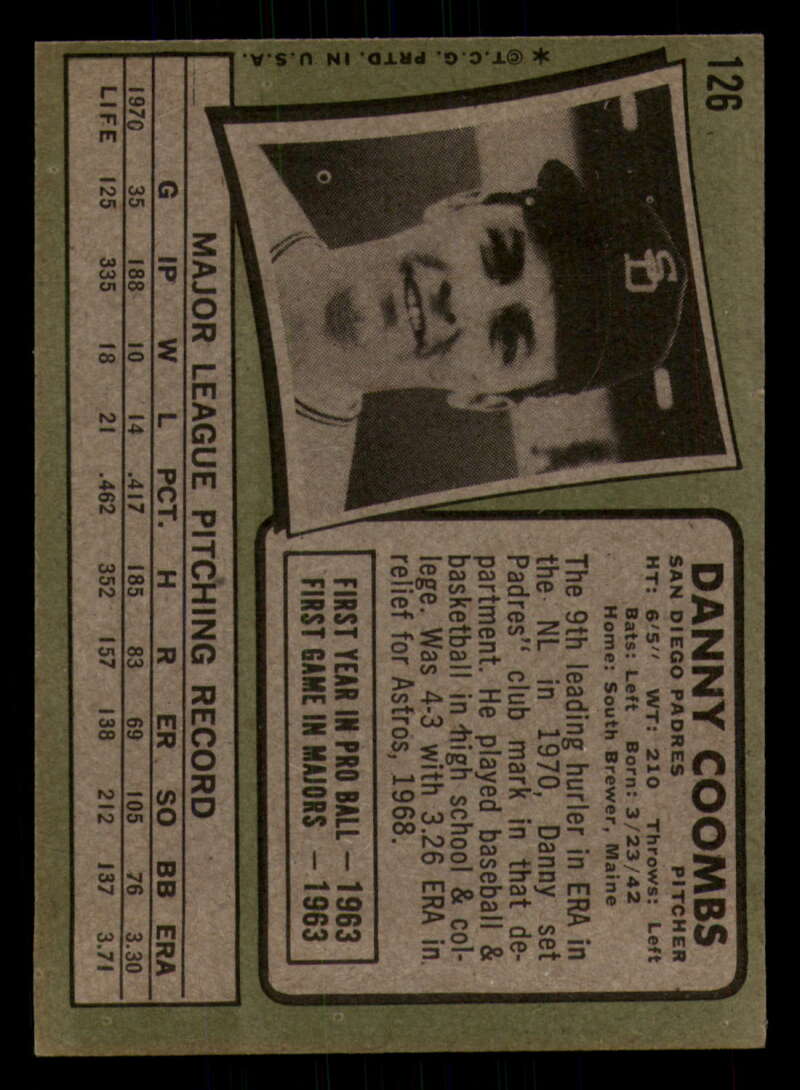 126
* ©T.C.G. PRTD. IN U.S.A.
SD
DANNY COOMBS
SAN DIEGO PADRES PITCHER
HT: 6'5" WT: 210 Throws: Left
Bats: Left Born: 3/23/42
Home: South Brewer, Maine
The 9th leading hurler in ERA in
the NL in 1970, Danny set
Padres" club mark in that de-
partment. He played baseball &
basketball in high school & col-
lege. Was 4-3 with 3.26 ERA in
relief for Astros, 1968.
FIRST YEAR IN PRO BALL — 1963
FIRST GAME IN MAJORS — 1963
MAJOR LEAGUE PITCHING RECORD
G IP W L PCT. H R ER SO BB ERA
1970 35 188 10 14 .417 185 83 69 105 76 3.30
LIFE 125 335 18 21 .462 352 157 138 212 137 3.71